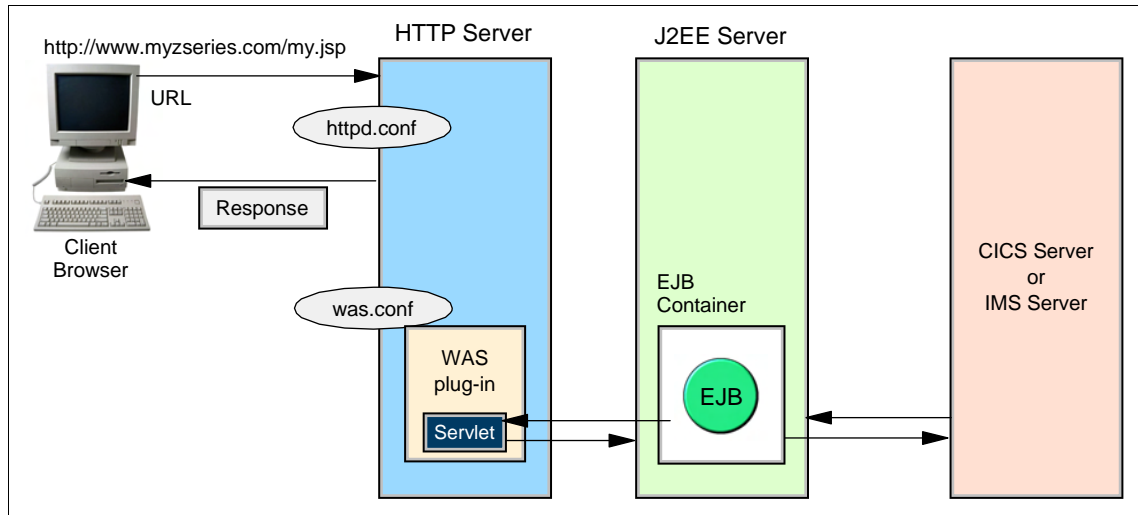 http://www.myzseries.com/my.jsp
URL
Response
Client
Browser
HTTP Server
httpd.conf
was.conf
WAS
plug-in
Servlet
J2EE Server
EJB
Container
EJB
CICS Server
or
IMS Server